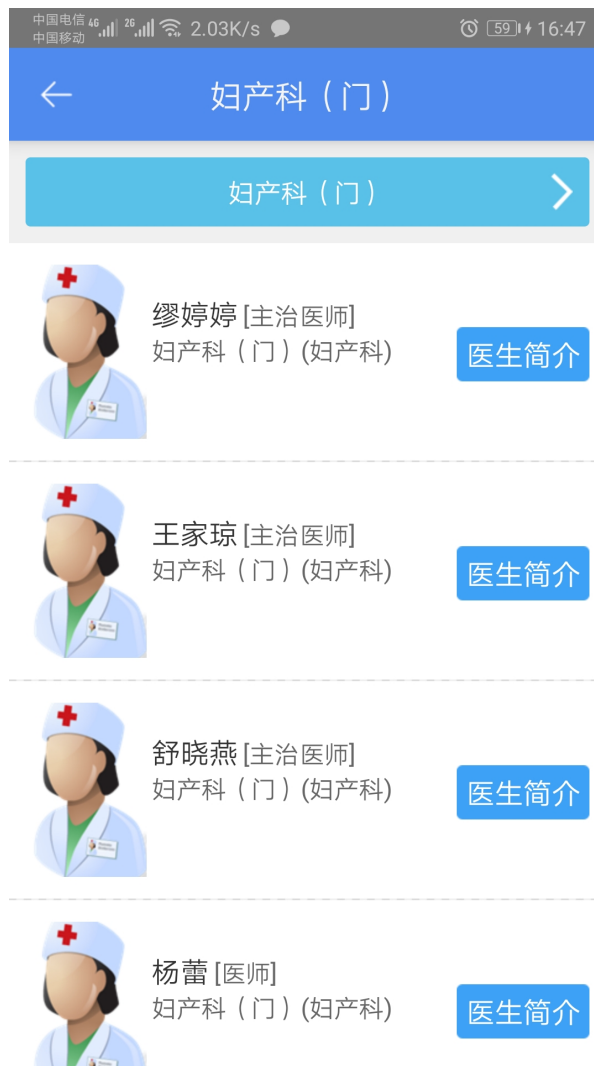 中国电信 4G 2G 2.03K/s 59 16:47
中国移动
妇产科（门）
妇产科（门）
缪婷婷 [主治医师]
妇产科（门）(妇产科)
医生简介
王家琼 [主治医师]
妇产科（门）(妇产科)
医生简介
舒晓燕 [主治医师]
妇产科（门）(妇产科)
医生简介
杨蕾 [医师]
妇产科（门）(妇产科)
医生简介